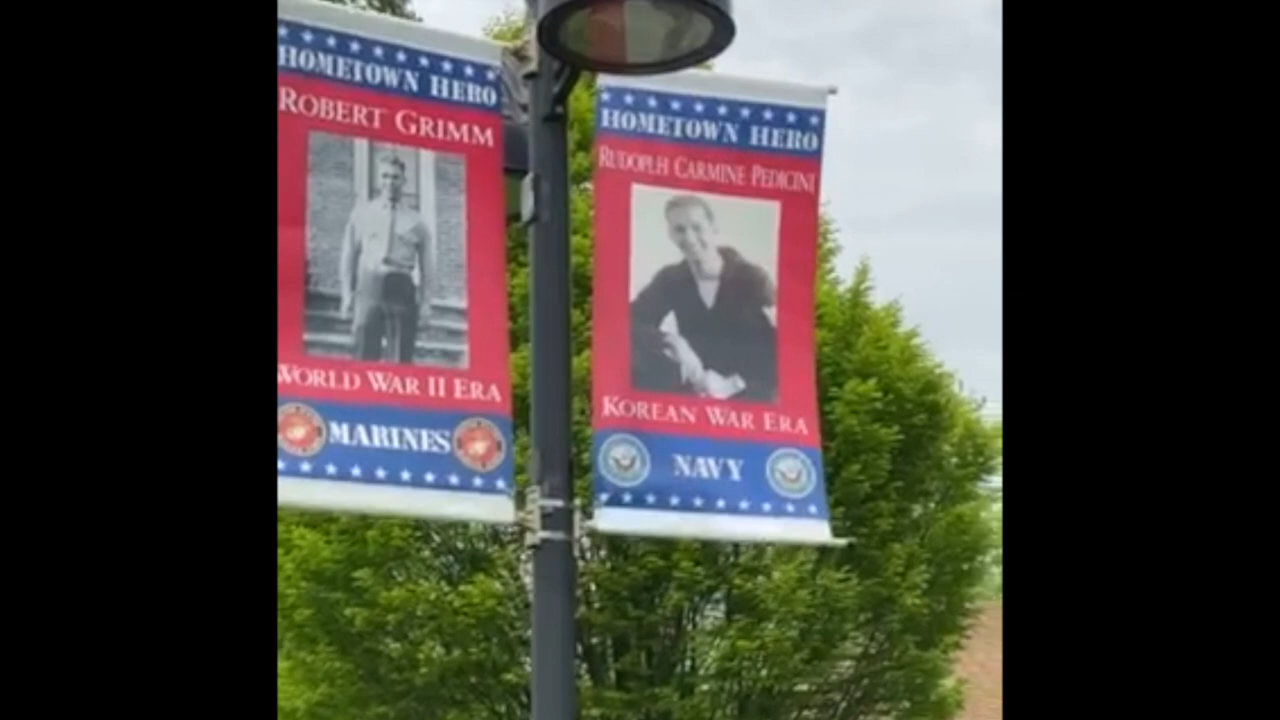 HOMETOWN HERO
ROBERT GRIMM
WORLD WAR II ERA
MARINES
HOMETOWN HERO
RUDOPLH CARMINE PEDICINI
KOREAN WAR ERA
NAVY